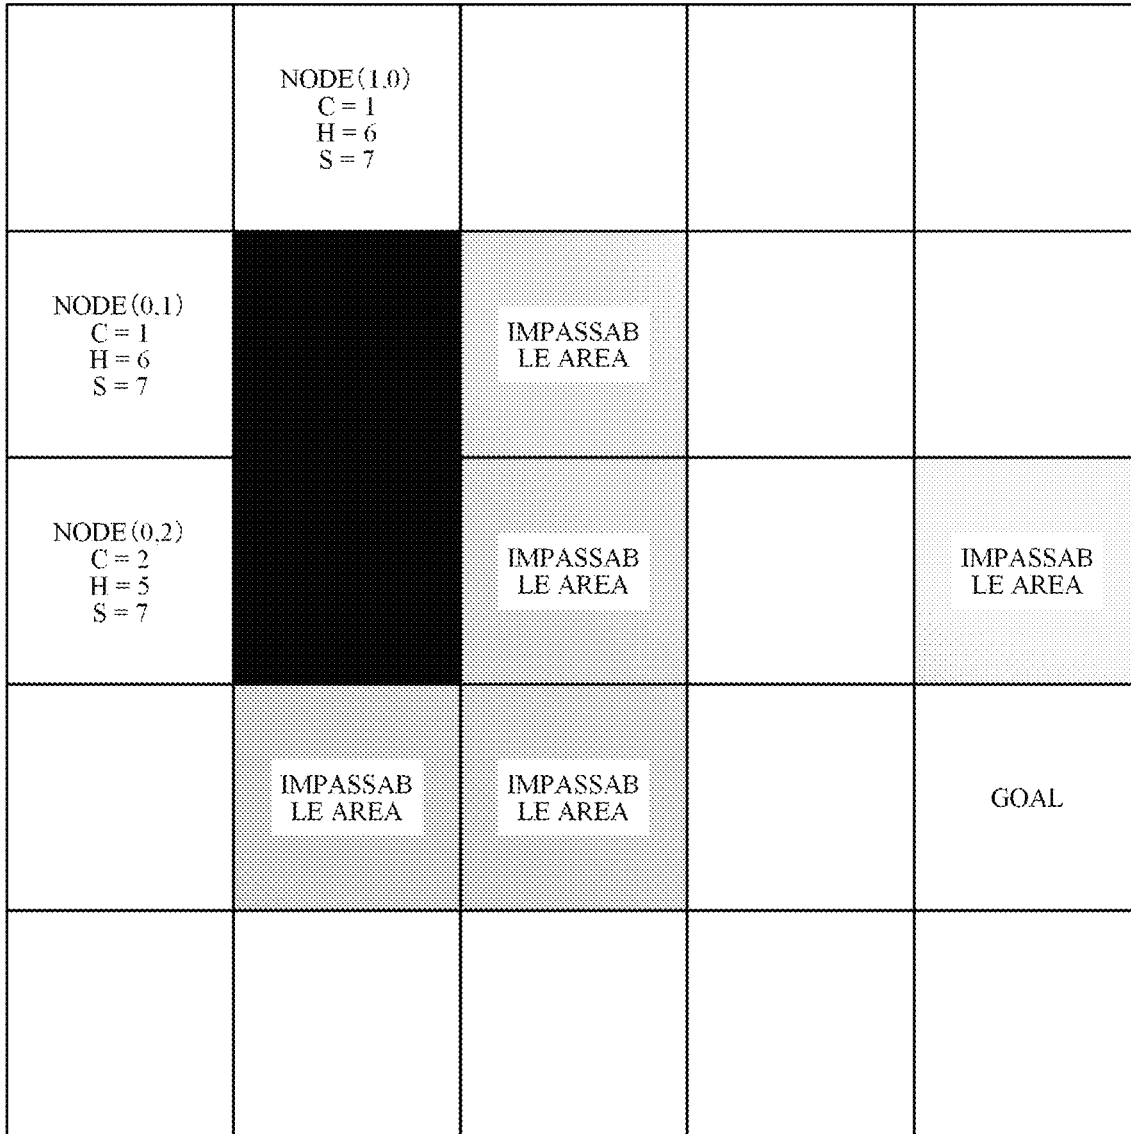 NODE(1,0)
C = 1
H = 6
S = 7
NODE(0,1)
C = 1
H = 6
S = 7
IMPASSAB
LE AREA
NODE(0,2)
C = 2
H = 5
S = 7
IMPASSAB
LE AREA
IMPASSAB
LE AREA
IMPASSAB
LE AREA
IMPASSAB
LE AREA
GOAL